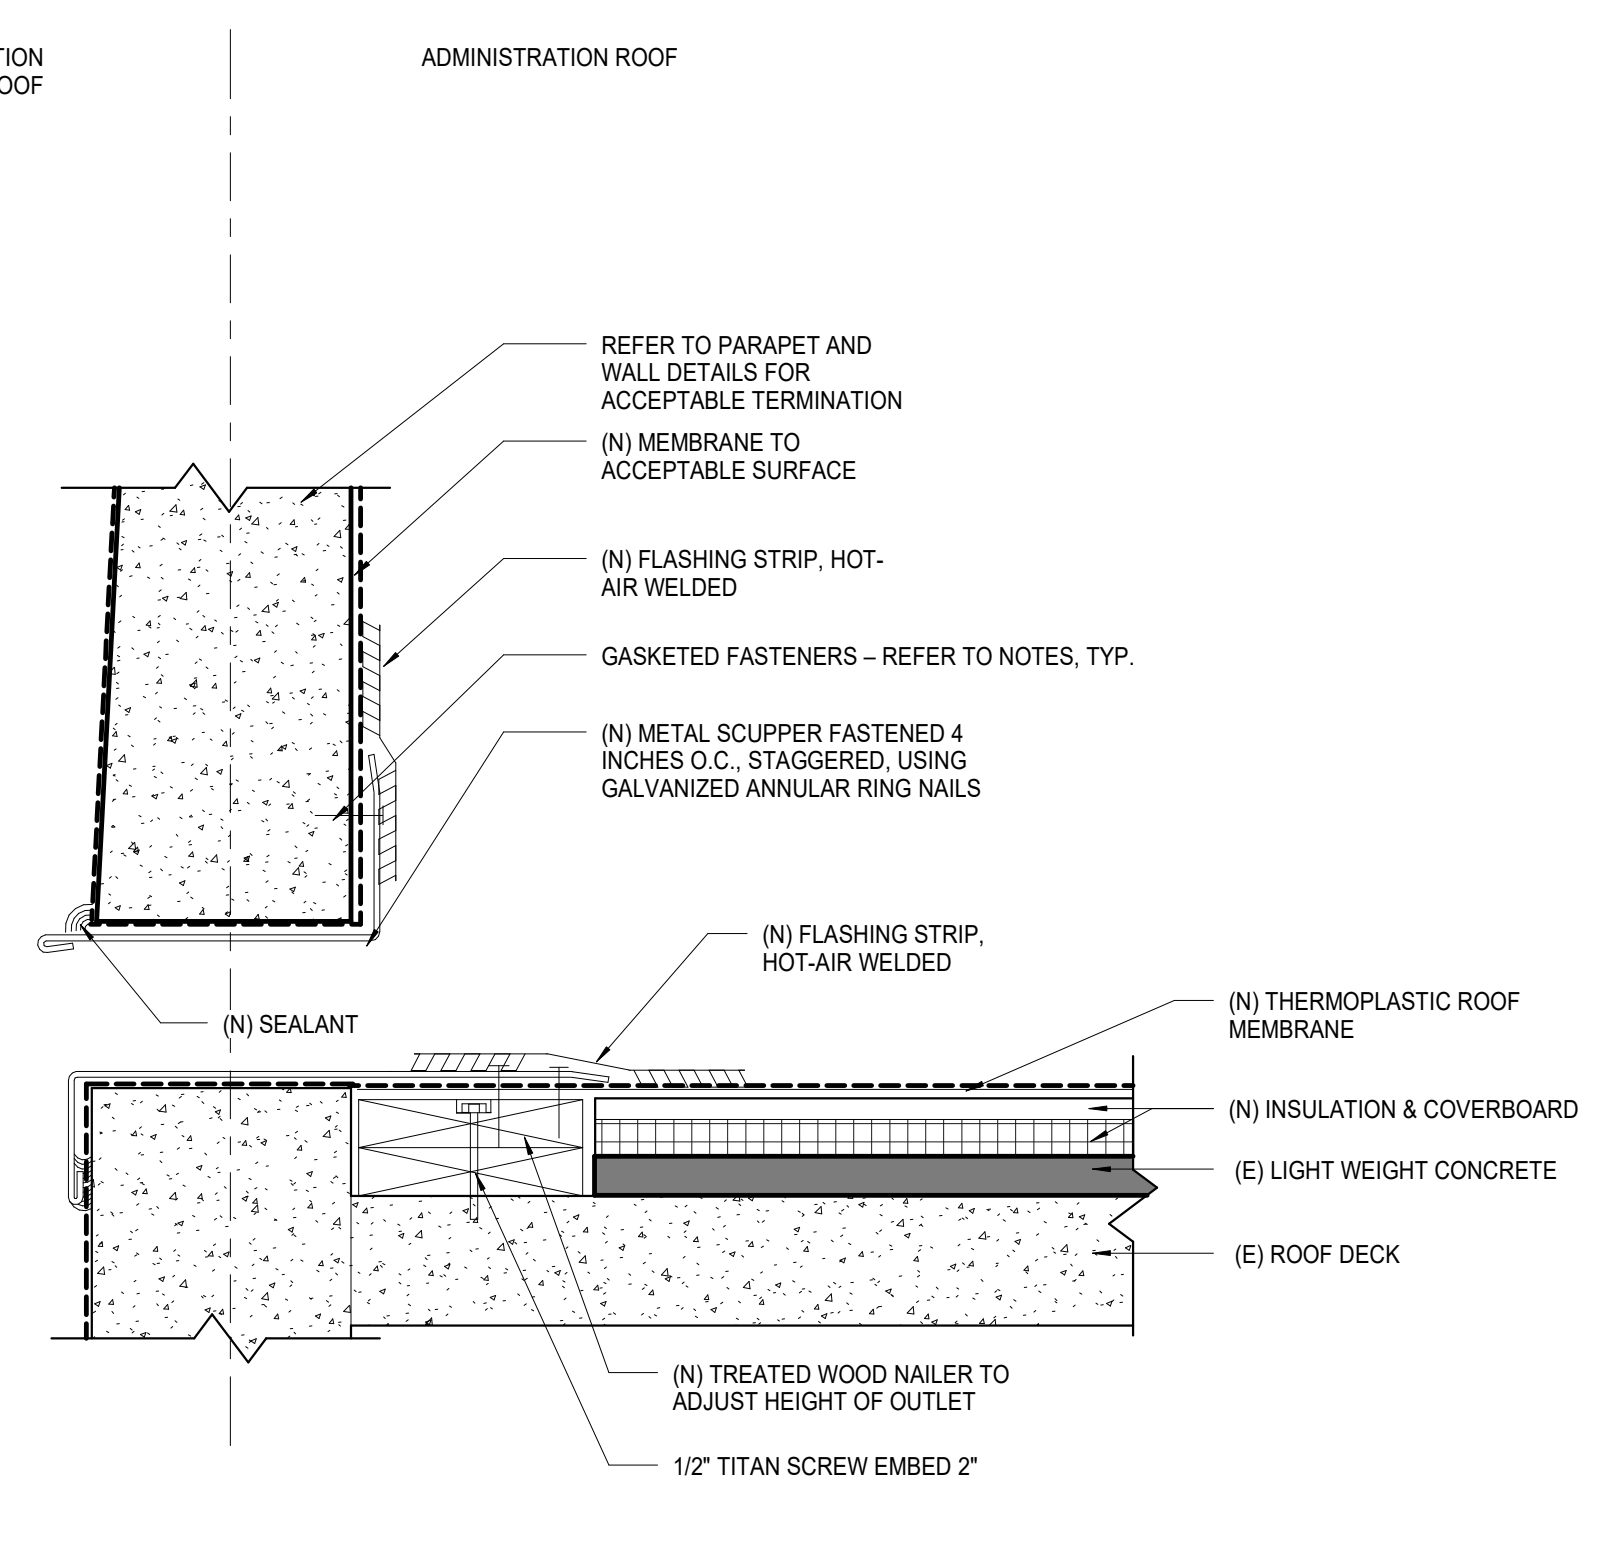 ADMINISTRATION ROOF
REFER TO PARAPET AND
WALL DETAILS FOR
ACCEPTABLE TERMINATION
(N) MEMBRANE TO
ACCEPTABLE SURFACE
(N) FLASHING STRIP, HOT-
AIR WELDED
GASKETED FASTENERS – REFER TO NOTES, TYP.
(N) METAL SCUPPER FASTENED 4
INCHES O.C., STAGGERED, USING
GALVANIZED ANNULAR RING NAILS
(N) FLASHING STRIP,
HOT-AIR WELDED
(N) SEALANT
(N) THERMOPLASTIC ROOF
MEMBRANE
(N) INSULATION & COVERBOARD
(E) LIGHT WEIGHT CONCRETE
(E) ROOF DECK
(N) TREATED WOOD NAILER TO
ADJUST HEIGHT OF OUTLET
1/2" TITAN SCREW EMBED 2"